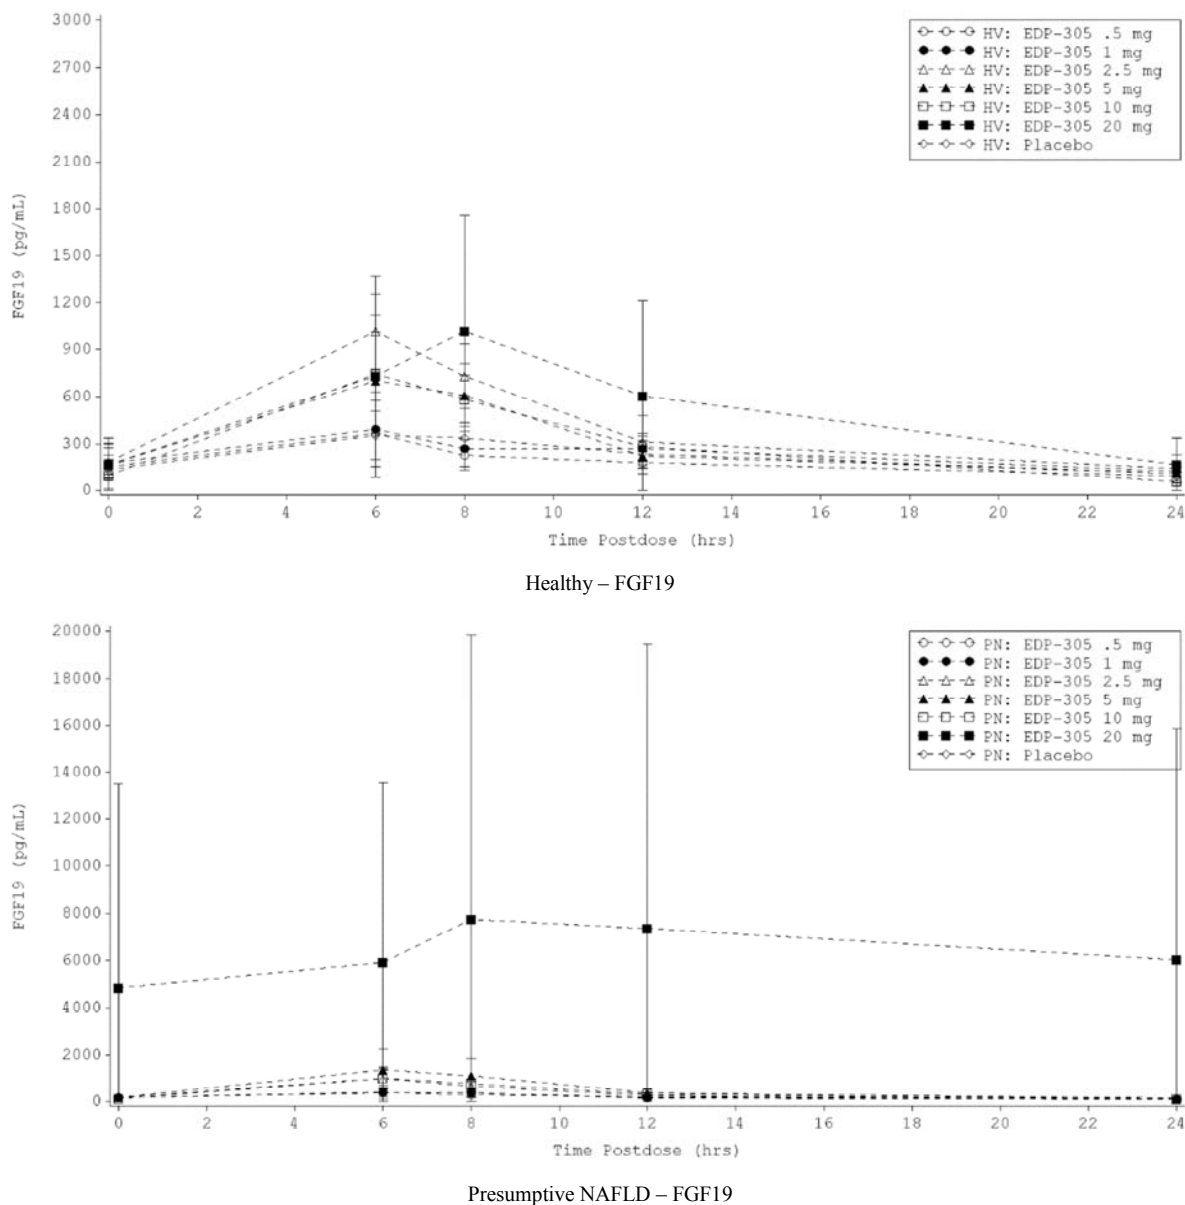 3000
2700
2400
2100
1800
1500
1200
900
600
300
0
FGF19 (pg/mL)
HV: EDP-305 .5 mg
HV: EDP-305 1 mg
HV: EDP-305 2.5 mg
HV: EDP-305 5 mg
HV: EDP-305 10 mg
HV: EDP-305 20 mg
HV: Placebo
0 2 4 6 8 10 12 14 16 18 20 22 24
Time Postdose (hrs)
Healthy – FGF19
20000
18000
16000
14000
12000
10000
8000
6000
4000
2000
0
FGF19 (pg/mL)
PN: EDP-305 .5 mg
PN: EDP-305 1 mg
PN: EDP-305 2.5 mg
PN: EDP-305 5 mg
PN: EDP-305 10 mg
PN: EDP-305 20 mg
PN: Placebo
0 2 4 6 8 10 12 14 16 18 20 22 24
Time Postdose (hrs)
Presumptive NAFLD – FGF19